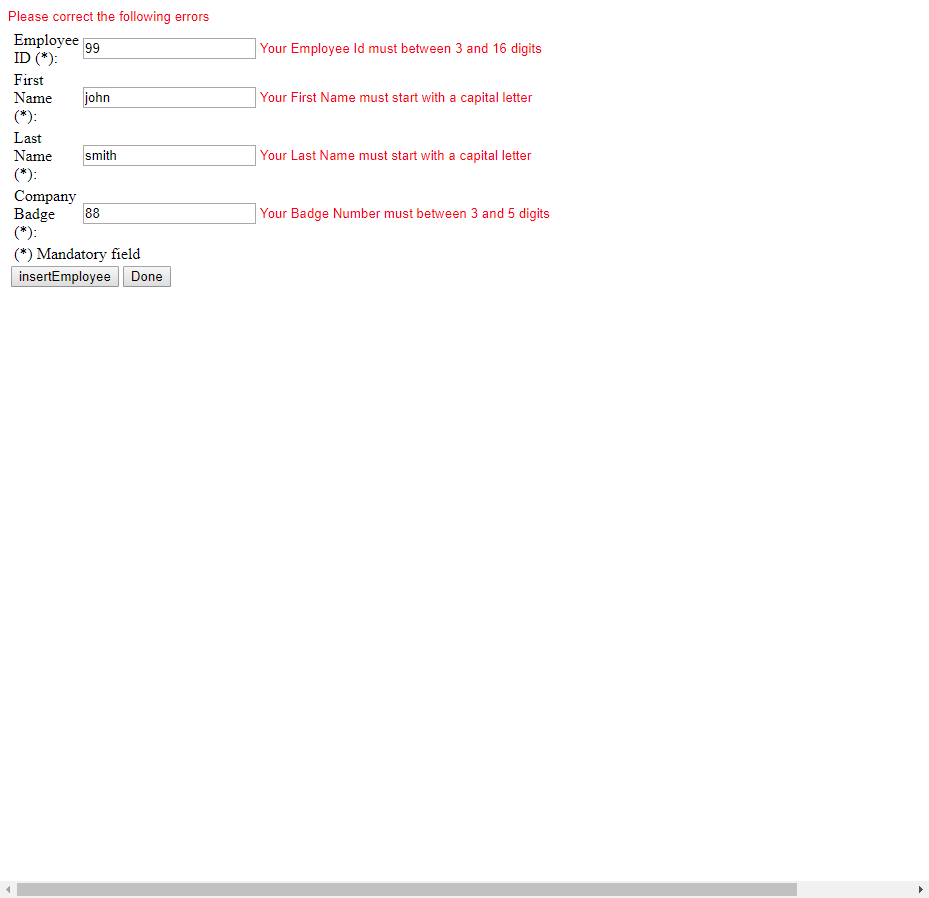 Please correct the following errors
Employee
ID (*):
99
Your Employee Id must between 3 and 16 digits
First
Name
(*):
john
Your First Name must start with a capital letter
Last
Name
(*):
smith
Your Last Name must start with a capital letter
Company
Badge
(*):
88
Your Badge Number must between 3 and 5 digits
(*) Mandatory field
insertEmployee Done